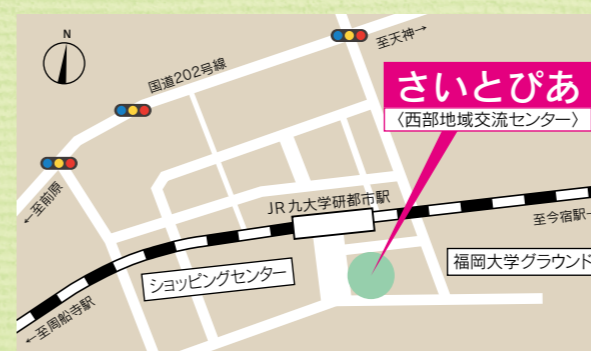 N
至天神→
国道202号線
さいとぴあ
〈西部地域交流センター〉
←至前原
JR九大学研都市駅
至今宿駅→
福岡大学グラウンド
ショッピングセンター
←至周船寺駅